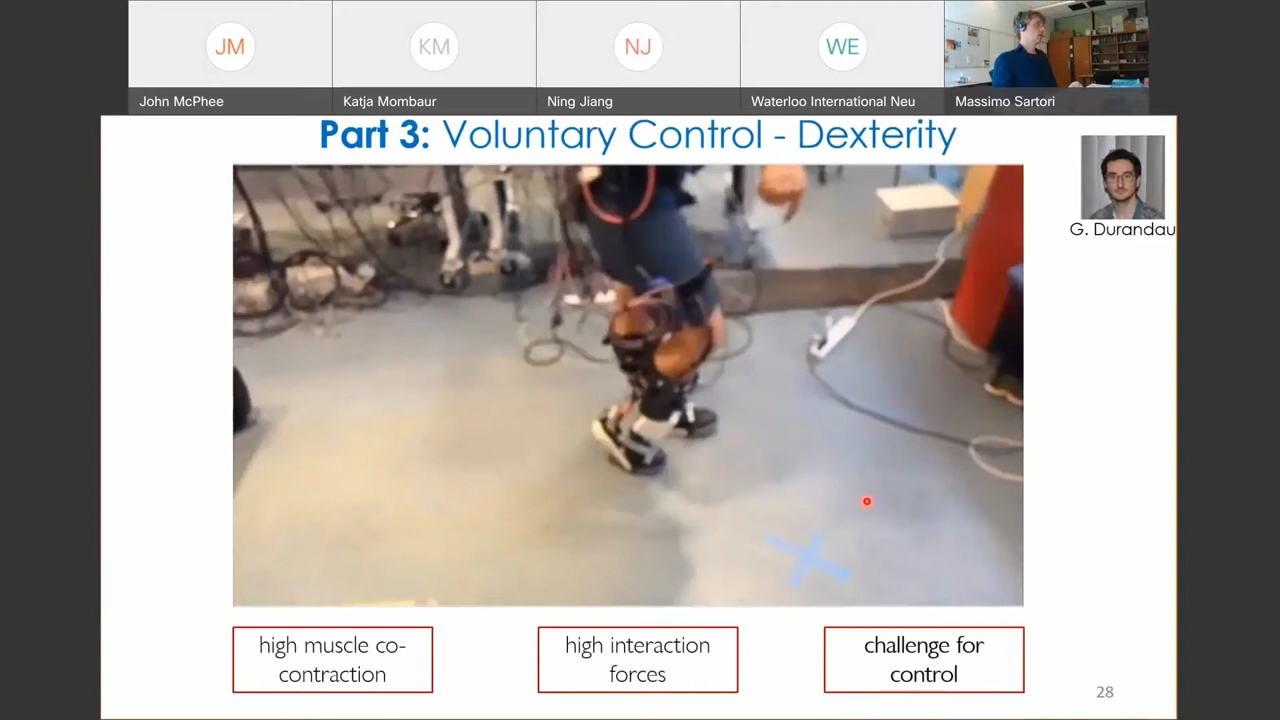 JM
KM
NJ
WE
John McPhee
Katja Mombaur
Ning Jiang
Waterloo International Neu
Massimo Sartori
Part 3: Voluntary Control - Dexterity
G. Durandau
high muscle co-
contraction
high interaction
forces
challenge for
control
28